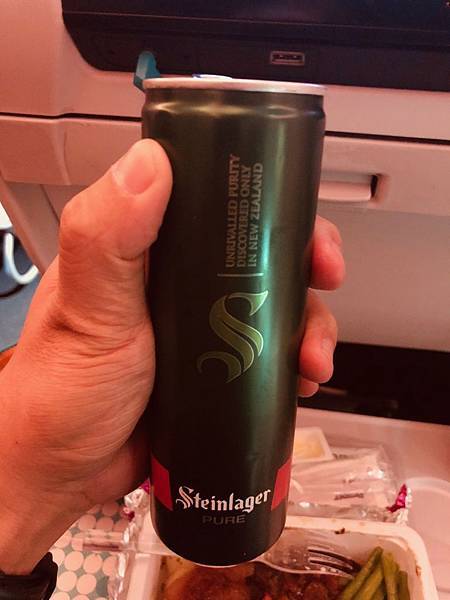 UNRIVALLED PURITY
DISCOVERED ONLY
IN NEW ZEALAND
S
Steinlager
PURE